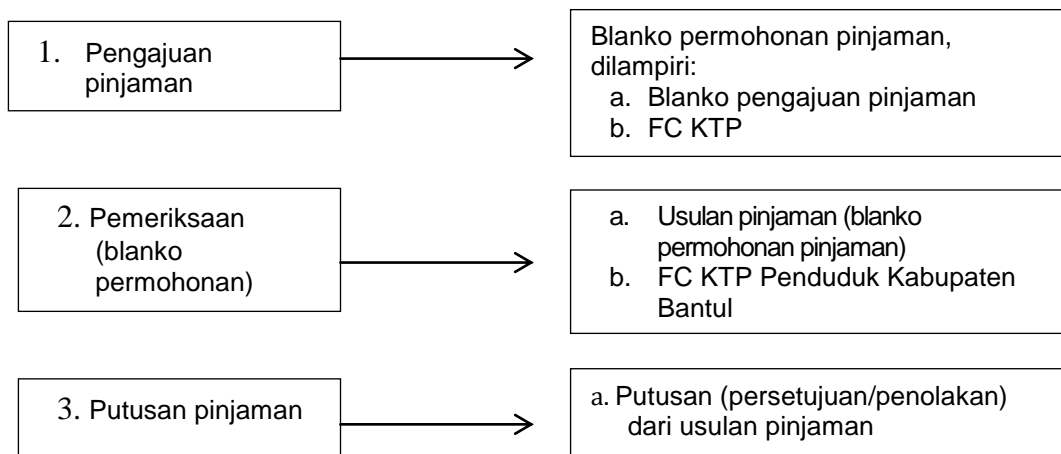 1. Pengajuan
pinjaman
Blanko permohonan pinjaman,
dilampiri:
a. Blanko pengajuan pinjaman
b. FC KTP
2. Pemeriksaan
(blanko
permohonan)
a. Usulan pinjaman (blanko
permohonan pinjaman)
b. FC KTP Penduduk Kabupaten
Bantul
3. Putusan pinjaman
a. Putusan (persetujuan/penolakan)
dari usulan pinjaman